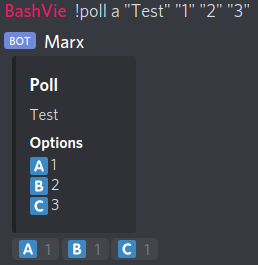 BashVie !poll a "Test" "1" "2" "3"
BOT Marx
Poll
Test
Options
A 1
B 2
C 3
A 1 B 1 C 1